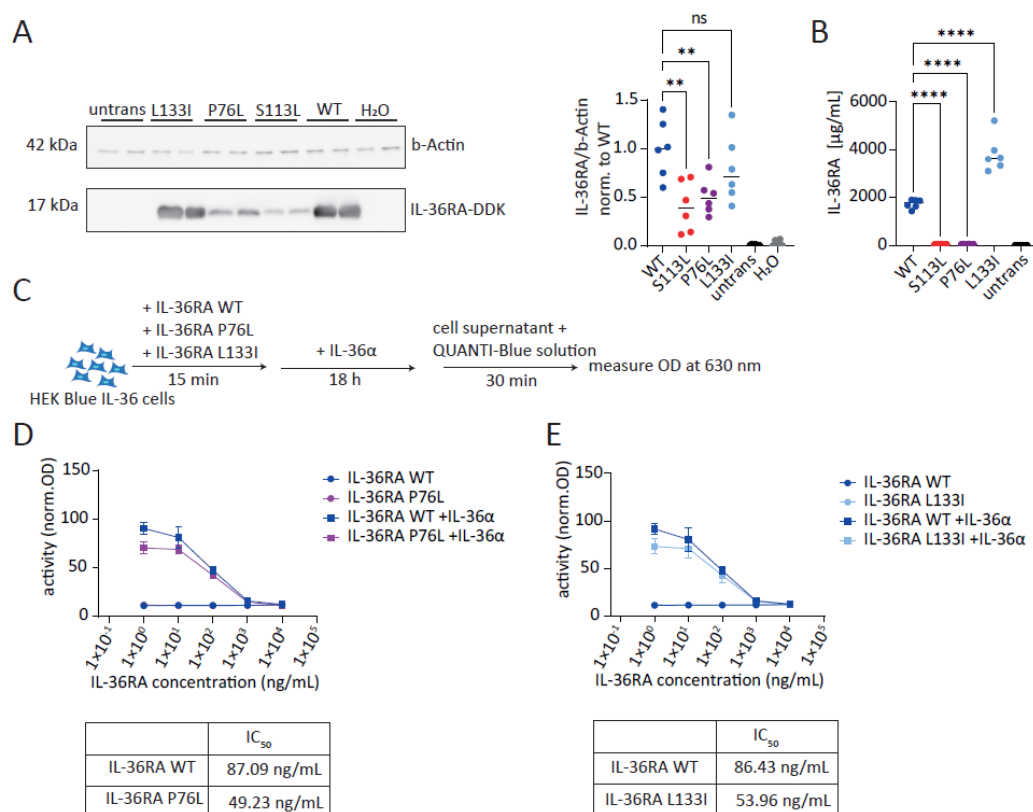 A
untrans L133I P76L S113L WT H₂O
42 kDa
b-Actin
17 kDa
IL-36RA-DDK
ns
**
**
IL-36RA/b-Actin
norm. to WT
1.5
1.0
0.5
0.0
WT
S113L
P76L
L133I
untrans
H₂O
B
****
****
****
IL-36RA [µg/mL]
6000
4000
2000
0
WT
S113L
P76L
L133I
untrans
C
+ IL-36RA WT
+ IL-36RA P76L
+ IL-36RA L133I
15 min
+ IL-36α
18 h
cell supernatant +
QUANTI-Blue solution
30 min
measure OD at 630 nm
HEK Blue IL-36 cells
D
activity (norm.OD)
150
100
50
0
1×10⁻¹
1×10⁰
1×10¹
1×10²
1×10³
1×10⁴
1×10⁵
IL-36RA concentration (ng/mL)
IL-36RA WT
IL-36RA P76L
IL-36RA WT +IL-36α
IL-36RA P76L +IL-36α
IC₅₀
IL-36RA WT 87.09 ng/mL
IL-36RA P76L 49.23 ng/mL
E
activity (norm.OD)
150
100
50
0
1×10⁻¹
1×10⁰
1×10¹
1×10²
1×10³
1×10⁴
1×10⁵
IL-36RA concentration (ng/mL)
IL-36RA WT
IL-36RA L133I
IL-36RA WT +IL-36α
IL-36RA L133I +IL-36α
IC₅₀
IL-36RA WT 86.43 ng/mL
IL-36RA L133I 53.96 ng/mL